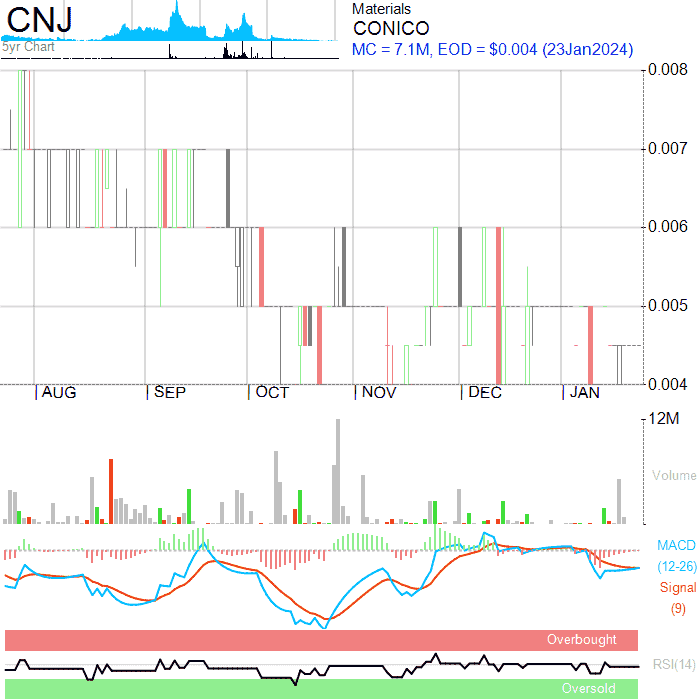 CNJ
5yr Chart
Materials
CONICO
MC = 7.1M, EOD = $0.004 (23Jan2024)
0.008
0.007
0.006
0.005
0.004
AUG SEP OCT NOV DEC JAN
12M
Volume
MACD
(12-26)
Signal
(9)
Overbought
RSI(14)
Oversold